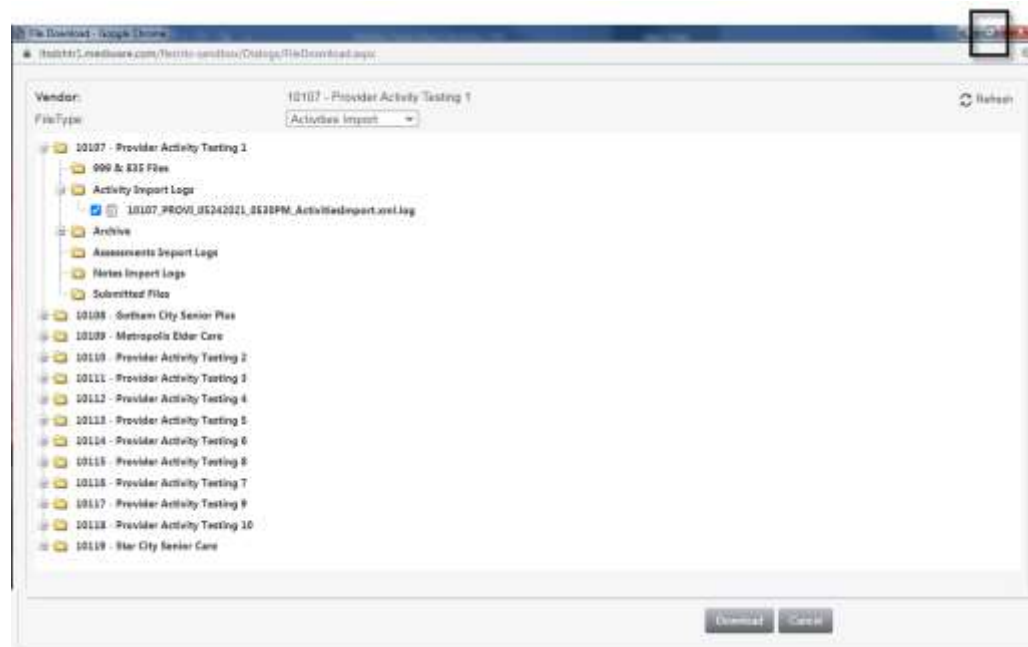 File Download - Google Chrome
Vendor: 10107 - Provider Activity Testing 1
Refresh
FileType Activities Import
10107 - Provider Activity Testing 1
999 & 835 Files
Activity Import Logs
10107_PROVI_05242021_0530PM_ActivitiesImport.xml.log
Archive
Assessments Import Logs
Notes Import Logs
Submitted Files
10108 - Gotham City Senior Plus
10109 - Metropolis Elder Care
10110 - Provider Activity Testing 2
10111 - Provider Activity Testing 3
10112 - Provider Activity Testing 4
10113 - Provider Activity Testing 5
10114 - Provider Activity Testing 6
10115 - Provider Activity Testing 8
10116 - Provider Activity Testing 7
10117 - Provider Activity Testing 9
10118 - Provider Activity Testing 10
10119 - Star City Senior Care
Download Cancel